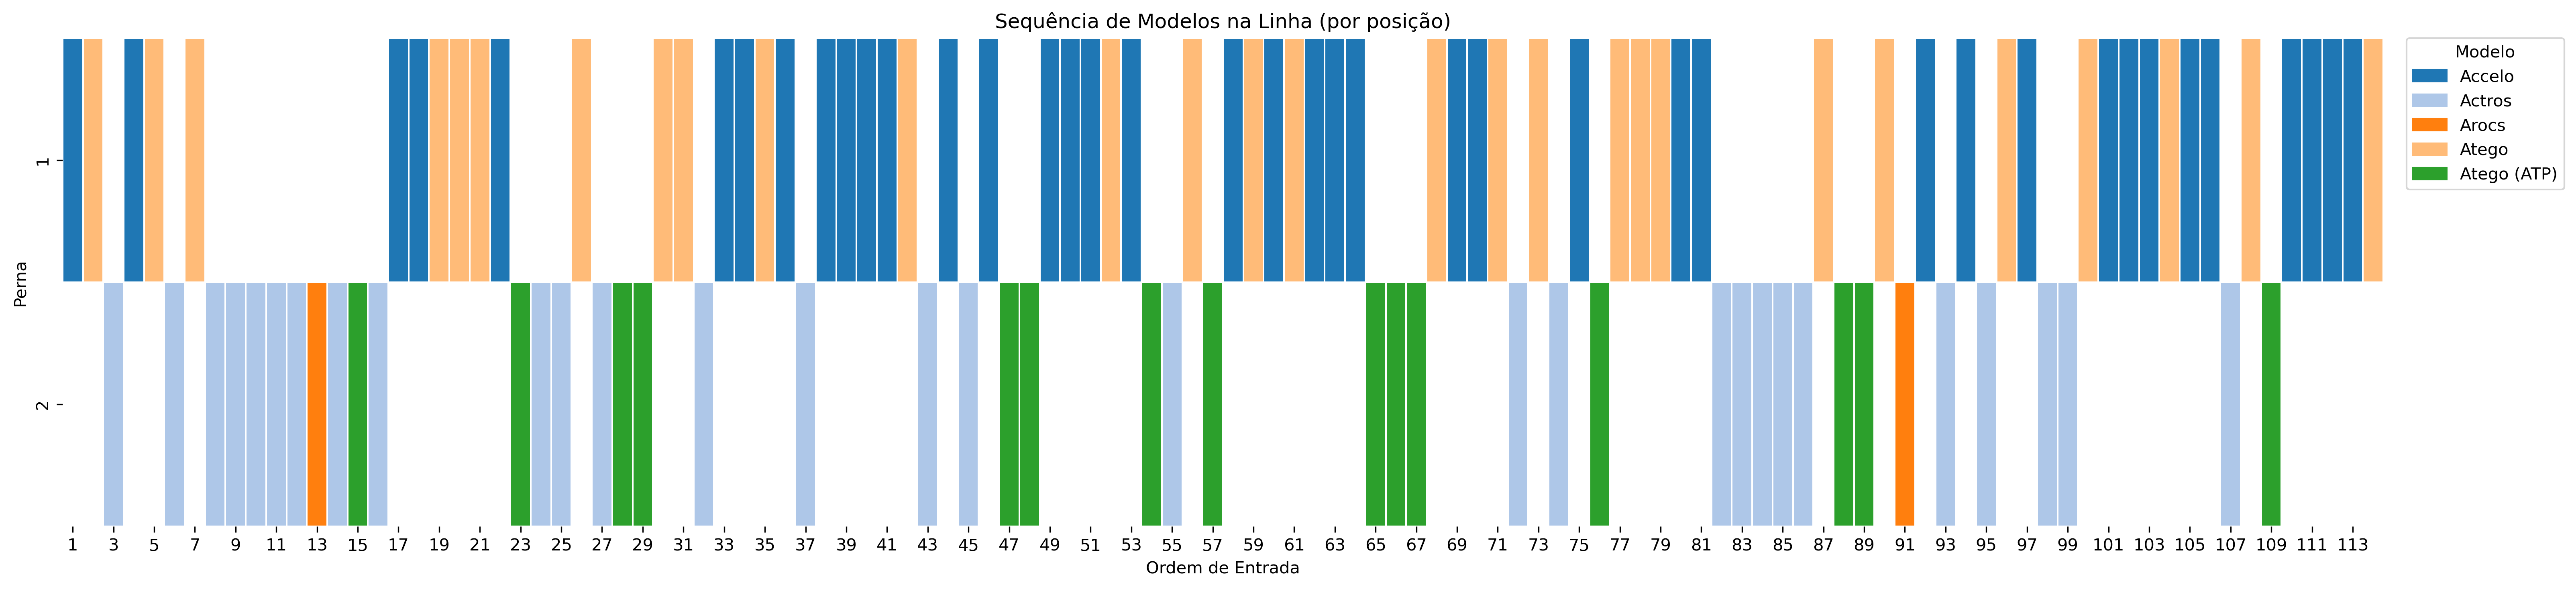 Sequência de Modelos na Linha (por posição)
Modelo
Accelo
Actros
Arocs
Atego
Atego (ATP)
Perna
1
2
1 3 5 7 9 11 13 15 17 19 21 23 25 27 29 31 33 35 37 39 41 43 45 47 49 51 53 55 57 59 61 63 65 67 69 71 73 75 77 79 81 83 85 87 89 91 93 95 97 99 101 103 105 107 109 111 113
Ordem de Entrada